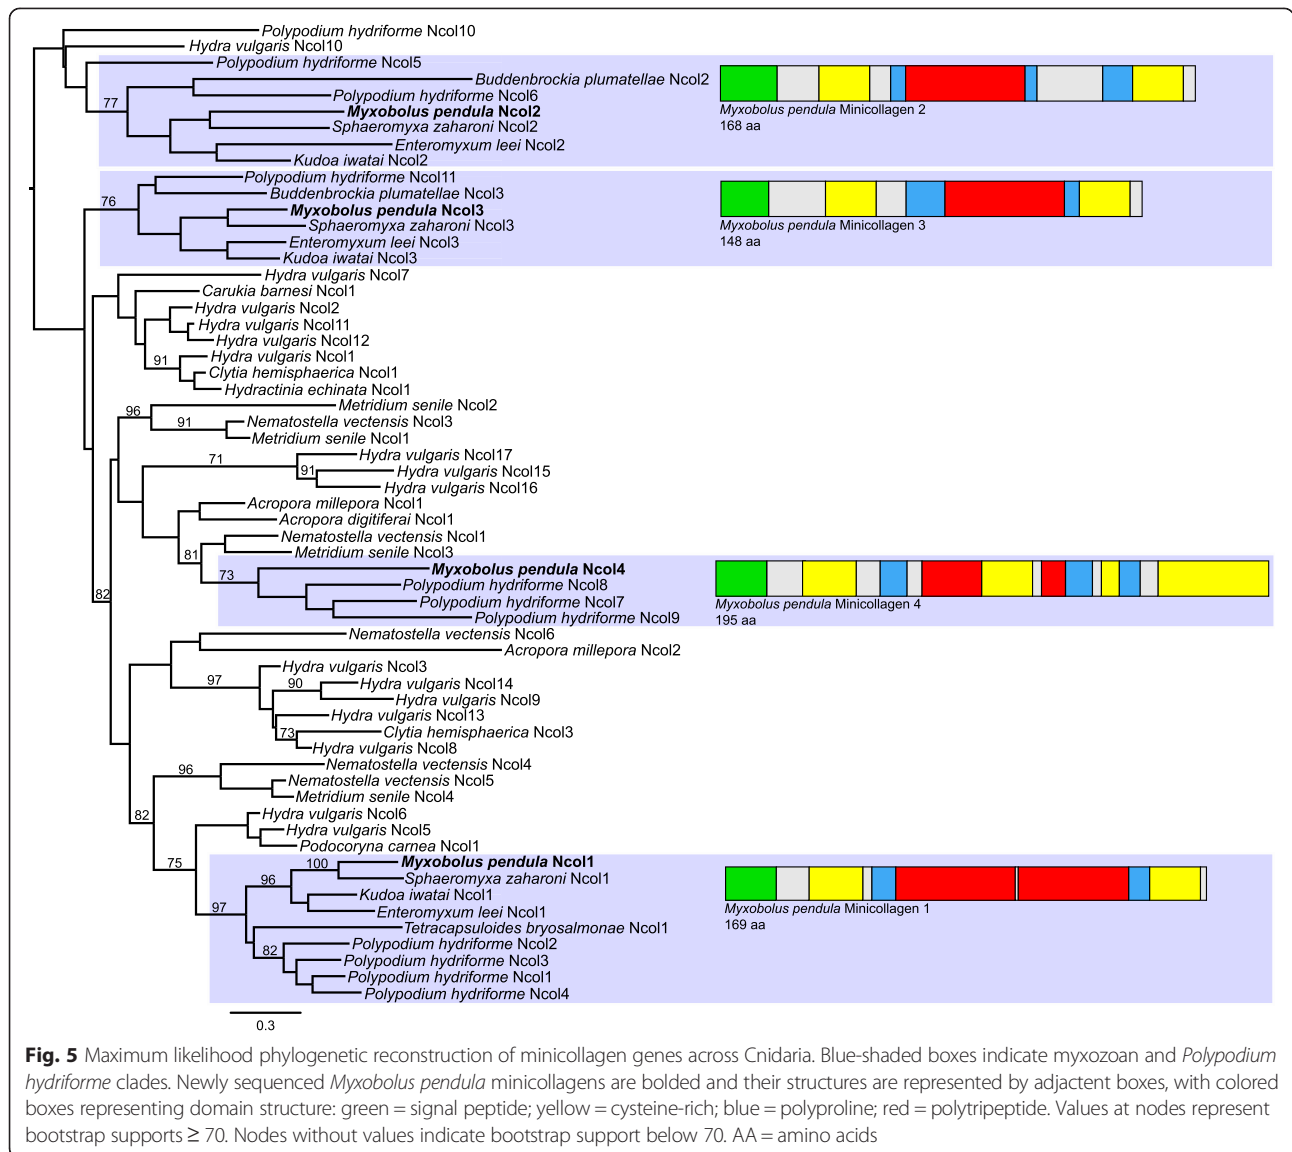 Polypodium hydriforme Ncol10
Hydra vulgaris Ncol10
Polypodium hydriforme Ncol5
Buddenbrockia plumatellae Ncol2
77
Polypodium hydriforme Ncol6
Myxobolus pendula Ncol2
Myxobolus pendula Minicollagen 2
168 aa
Sphaeromyxa zaharoni Ncol2
Enteromyxum leei Ncol2
Kudoa iwatai Ncol2
Polypodium hydriforme Ncol11
Buddenbrockia plumatellae Ncol3
76
Myxobolus pendula Ncol3
Sphaeromyxa zaharoni Ncol3
Myxobolus pendula Minicollagen 3
148 aa
Enteromyxum leei Ncol3
Kudoa iwatai Ncol3
Hydra vulgaris Ncol7
Carukia barnesi Ncol1
Hydra vulgaris Ncol2
Hydra vulgaris Ncol11
Hydra vulgaris Ncol12
91
Hydra vulgaris Ncol1
Clytia hemisphaerica Ncol1
Hydractinia echinata Ncol1
96
Metridium senile Ncol2
91
Nematostella vectensis Ncol3
Metridium senile Ncol1
71
Hydra vulgaris Ncol17
91
Hydra vulgaris Ncol15
Hydra vulgaris Ncol16
Acropora millepora Ncol1
Acropora digitiferai Ncol1
Nematostella vectensis Ncol1
81
Metridium senile Ncol3
73
Myxobolus pendula Ncol4
Polypodium hydriforme Ncol8
82
Polypodium hydriforme Ncol7
Polypodium hydriforme Ncol9
Myxobolus pendula Minicollagen 4
195 aa
Nematostella vectensis Ncol6
Acropora millepora Ncol2
Hydra vulgaris Ncol3
97
90
Hydra vulgaris Ncol14
Hydra vulgaris Ncol9
Hydra vulgaris Ncol13
73
Clytia hemisphaerica Ncol3
Hydra vulgaris Ncol8
96
Nematostella vectensis Ncol4
Nematostella vectensis Ncol5
Metridium senile Ncol4
82
Hydra vulgaris Ncol6
Hydra vulgaris Ncol5
Podocoryna carnea Ncol1
75
100
Myxobolus pendula Ncol1
96
Sphaeromyxa zaharoni Ncol1
Kudoa iwatai Ncol1
97
Enteromyxum leei Ncol1
Myxobolus pendula Minicollagen 1
169 aa
Tetracapsuloides bryosalmonae Ncol1
82
Polypodium hydriforme Ncol2
Polypodium hydriforme Ncol3
Polypodium hydriforme Ncol1
Polypodium hydriforme Ncol4
0.3
Fig. 5 Maximum likelihood phylogenetic reconstruction of minicollagen genes across Cnidaria. Blue-shaded boxes indicate myxozoan and Polypodium
hydriforme clades. Newly sequenced Myxobolus pendula minicollagens are bolded and their structures are represented by adjactent boxes, with colored
boxes representing domain structure: green = signal peptide; yellow = cysteine-rich; blue = polyproline; red = polytripeptide. Values at nodes represent
bootstrap supports ≥ 70. Nodes without values indicate bootstrap support below 70. AA = amino acids